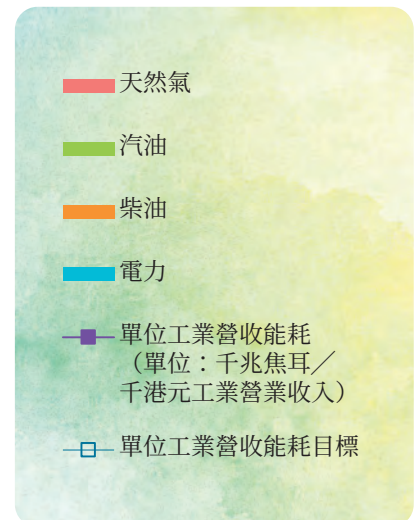 天然氣
汽油
柴油
電力
單位工業營收能耗
（單位：千兆焦耳／
千港元工業營業收入）
單位工業營收能耗目標